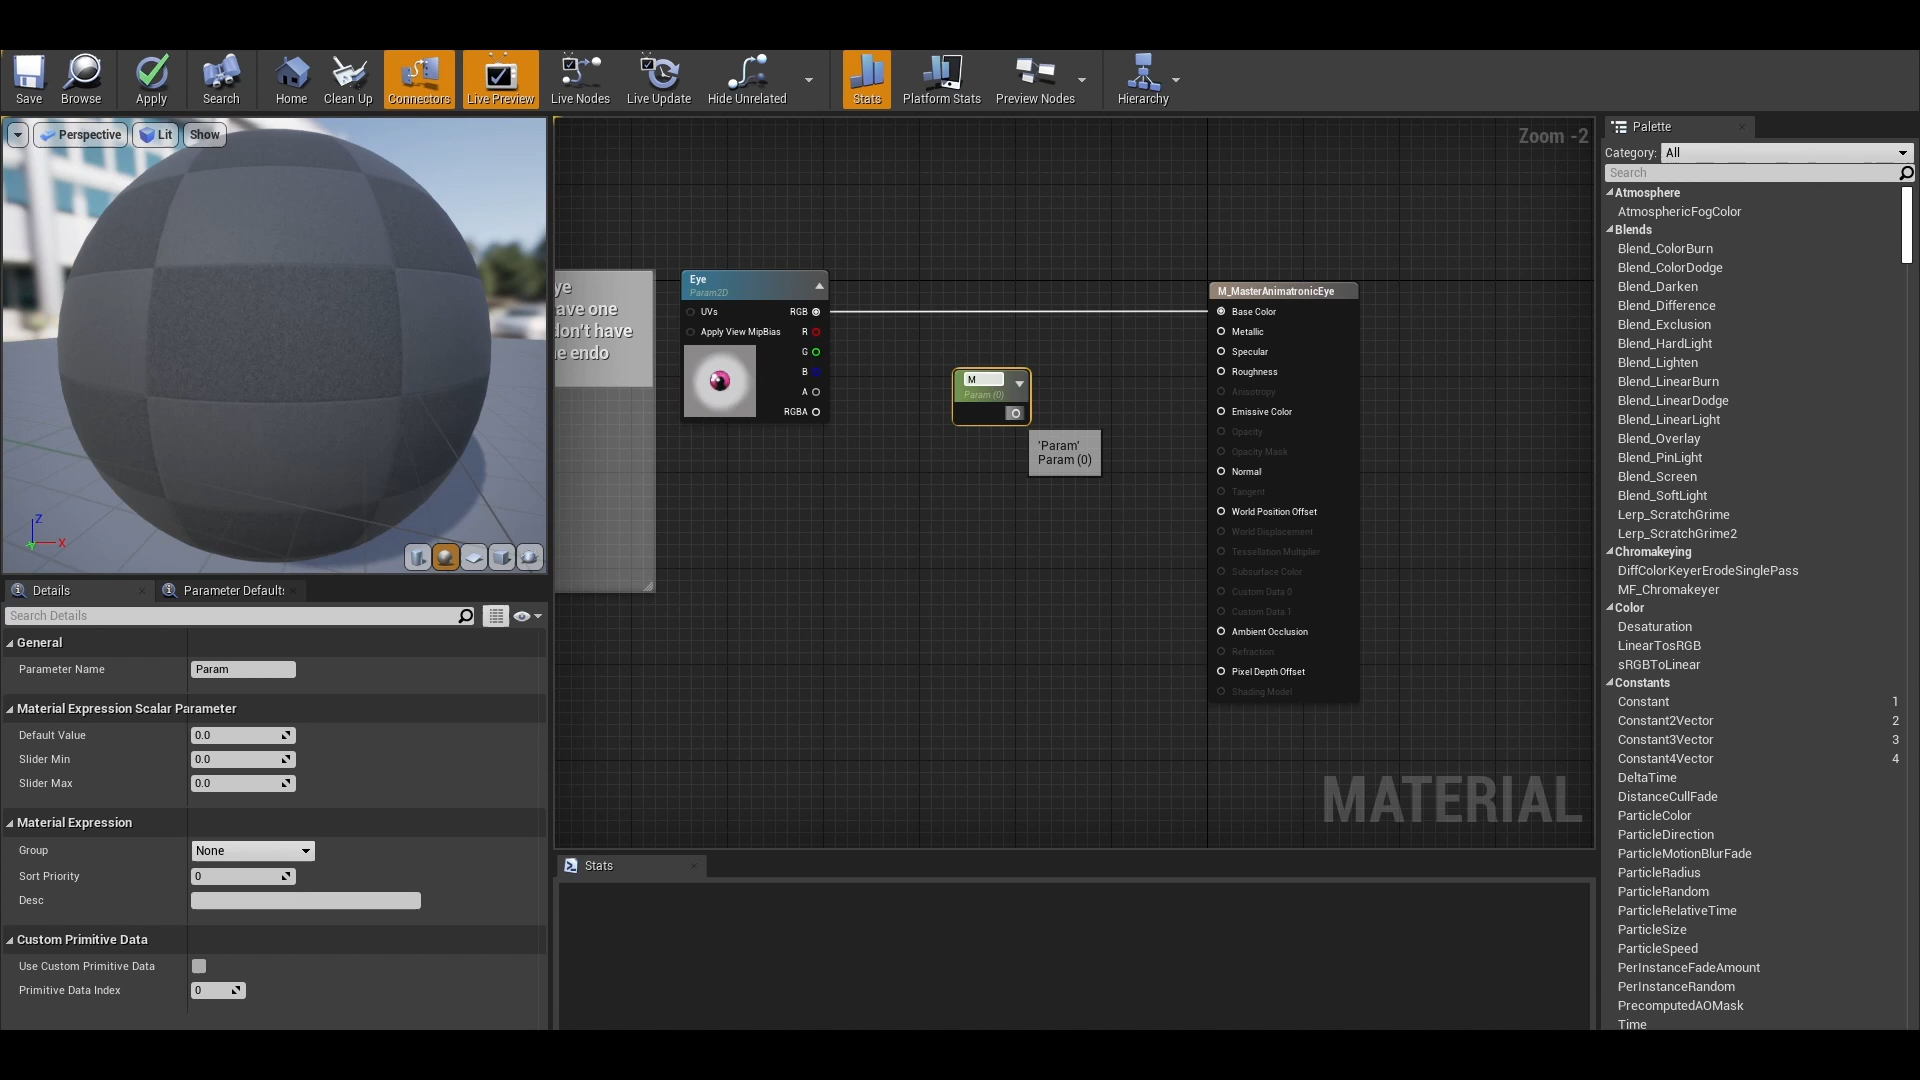 Save
Browse
Apply
Search
Home
Clean Up
Connectors
Live Preview
Live Nodes
Live Update
Hide Unrelated
Stats
Platform Stats
Preview Nodes
Hierarchy
Perspective
Lit
Show
Z
X
Zoom -2
ye
ave one
don't have
e endo
Eye
Param2D
UVs
RGB
Apply View MipBias
R
G
B
A
RGBA
M
Param (0)
'Param'
Param (0)
M_MasterAnimatronicEye
Base Color
Metallic
Specular
Roughness
Anisotropy
Emissive Color
Opacity
Opacity Mask
Normal
Tangent
World Position Offset
World Displacement
Tessellation Multiplier
Subsurface Color
Custom Data 0
Custom Data 1
Ambient Occlusion
Refraction
Pixel Depth Offset
Shading Model
MATERIAL
Stats
Details
Parameter Default
Search Details
General
Parameter Name
Param
Material Expression Scalar Parameter
Default Value
0.0
Slider Min
0.0
Slider Max
0.0
Material Expression
Group
None
Sort Priority
0
Desc
Custom Primitive Data
Use Custom Primitive Data
Primitive Data Index
0
Palette
Category:
All
Search
Atmosphere
AtmosphericFogColor
Blends
Blend_ColorBurn
Blend_ColorDodge
Blend_Darken
Blend_Difference
Blend_Exclusion
Blend_HardLight
Blend_Lighten
Blend_LinearBurn
Blend_LinearDodge
Blend_LinearLight
Blend_Overlay
Blend_PinLight
Blend_Screen
Blend_SoftLight
Lerp_ScratchGrime
Lerp_ScratchGrime2
Chromakeying
DiffColorKeyerErodeSinglePass
MF_Chromakeyer
Color
Desaturation
LinearTosRGB
sRGBToLinear
Constants
Constant 1
Constant2Vector 2
Constant3Vector 3
Constant4Vector 4
DeltaTime
DistanceCullFade
ParticleColor
ParticleDirection
ParticleMotionBlurFade
ParticleRadius
ParticleRandom
ParticleRelativeTime
ParticleSize
ParticleSpeed
PerInstanceFadeAmount
PerInstanceRandom
PrecomputedAOMask
Time